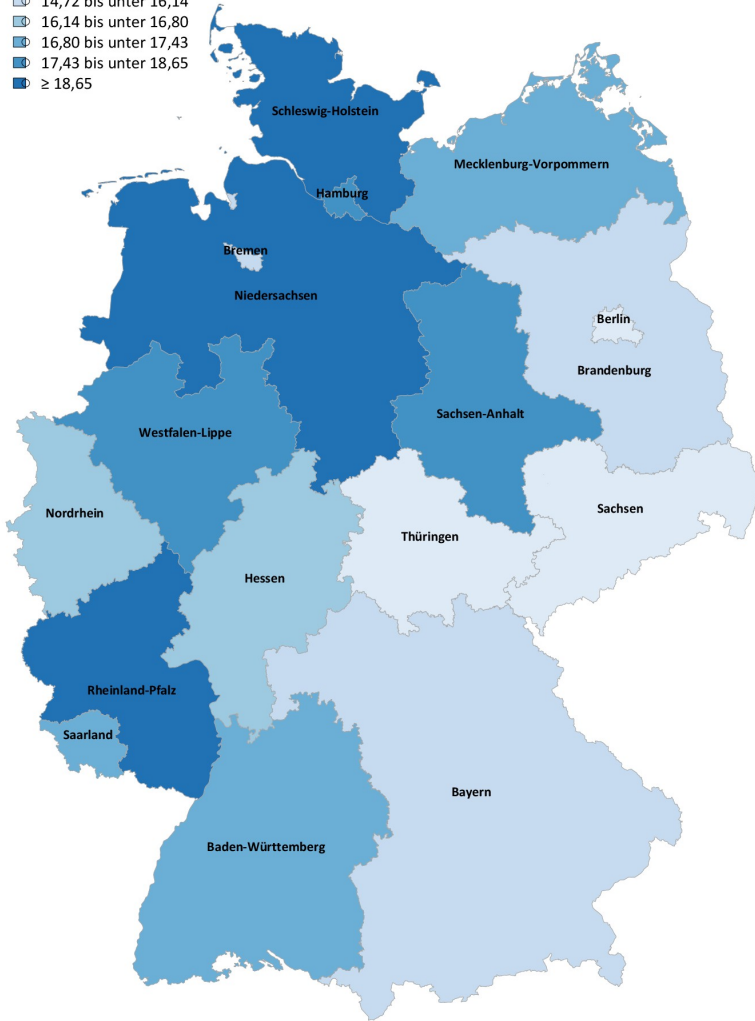 14,72 bis unter 16,14
16,14 bis unter 16,80
16,80 bis unter 17,43
17,43 bis unter 18,65
≥ 18,65
Schleswig-Holstein
Mecklenburg-Vorpommern
Hamburg
Bremen
Niedersachsen
Berlin
Brandenburg
Sachsen-Anhalt
Westfalen-Lippe
Sachsen
Nordrhein
Thüringen
Hessen
Rheinland-Pfalz
Saarland
Bayern
Baden-Württemberg